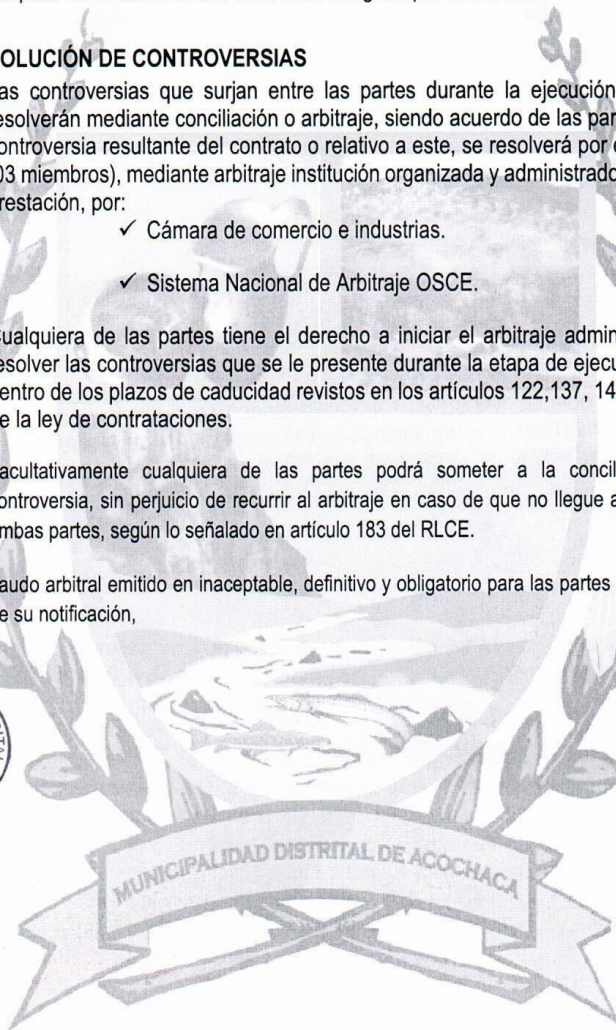 OLUCIÓN DE CONTROVERSIAS
as controversias que surjan entre las partes durante la ejecución
esolverán mediante conciliación o arbitraje, siendo acuerdo de las par
ontroversia resultante del contrato o relativo a este, se resolverá por
03 miembros), mediante arbitraje institución organizada y administrado
restación, por:
✓ Cámara de comercio e industrias.
✓ Sistema Nacional de Arbitraje OSCE.
ualquiera de las partes tiene el derecho a iniciar el arbitraje admin
esolver las controversias que se le presente durante la etapa de ejecu
entro de los plazos de caducidad revistos en los artículos 122,137, 14
e la ley de contrataciones.
acultativamente cualquiera de las partes podrá someter a la concil
ontroversia, sin perjuicio de recurrir al arbitraje en caso de que no llegue a
mbas partes, según lo señalado en artículo 183 del RLCE.
audo arbitral emitido en inaceptable, definitivo y obligatorio para las partes
e su notificación,
MUNICIPALIDAD DISTRITAL DE ACOCHACA